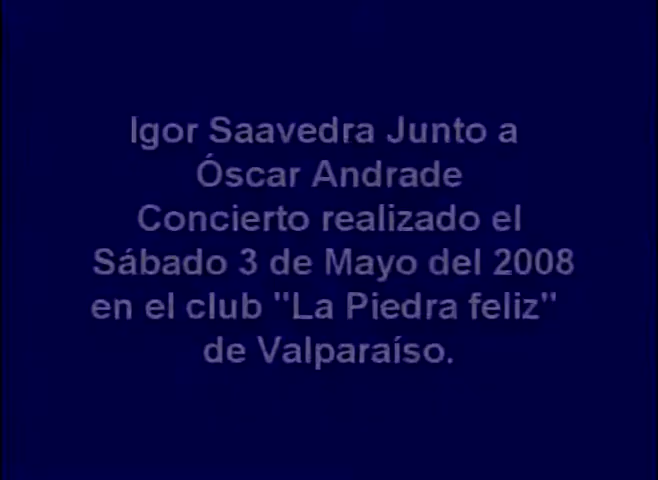 Igor Saavedra Junto a
Óscar Andrade
Concierto realizado el
Sábado 3 de Mayo del 2008
en el club "La Piedra feliz"
de Valparaíso.